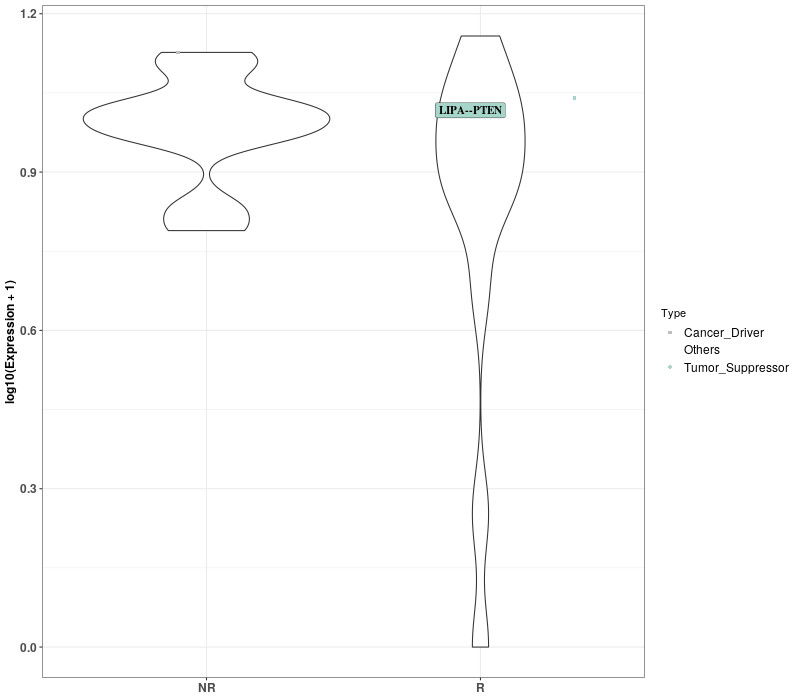 1.2
0.9
0.6
0.3
0.0
log10(Expression + 1)
LIPA--PTEN
NR
R
Type
Cancer_Driver
Others
Tumor_Suppressor